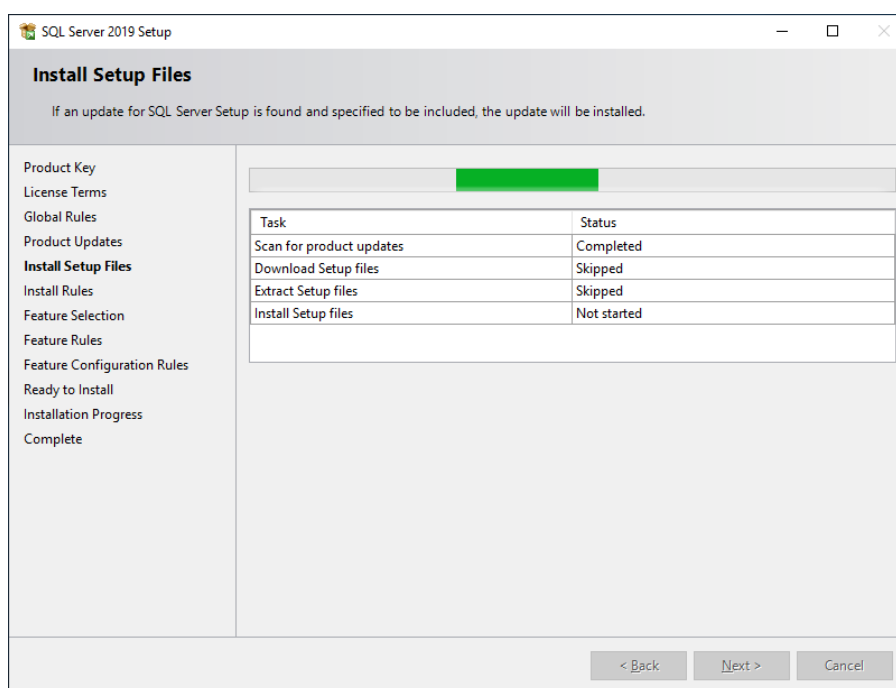 SQL Server 2019 Setup
Install Setup Files
If an update for SQL Server Setup is found and specified to be included, the update will be installed.
Product Key
License Terms
Global Rules
Product Updates
Install Setup Files
Install Rules
Feature Selection
Feature Rules
Feature Configuration Rules
Ready to Install
Installation Progress
Complete
Task Status
Scan for product updates Completed
Download Setup files Skipped
Extract Setup files Skipped
Install Setup files Not started
< Back Next > Cancel